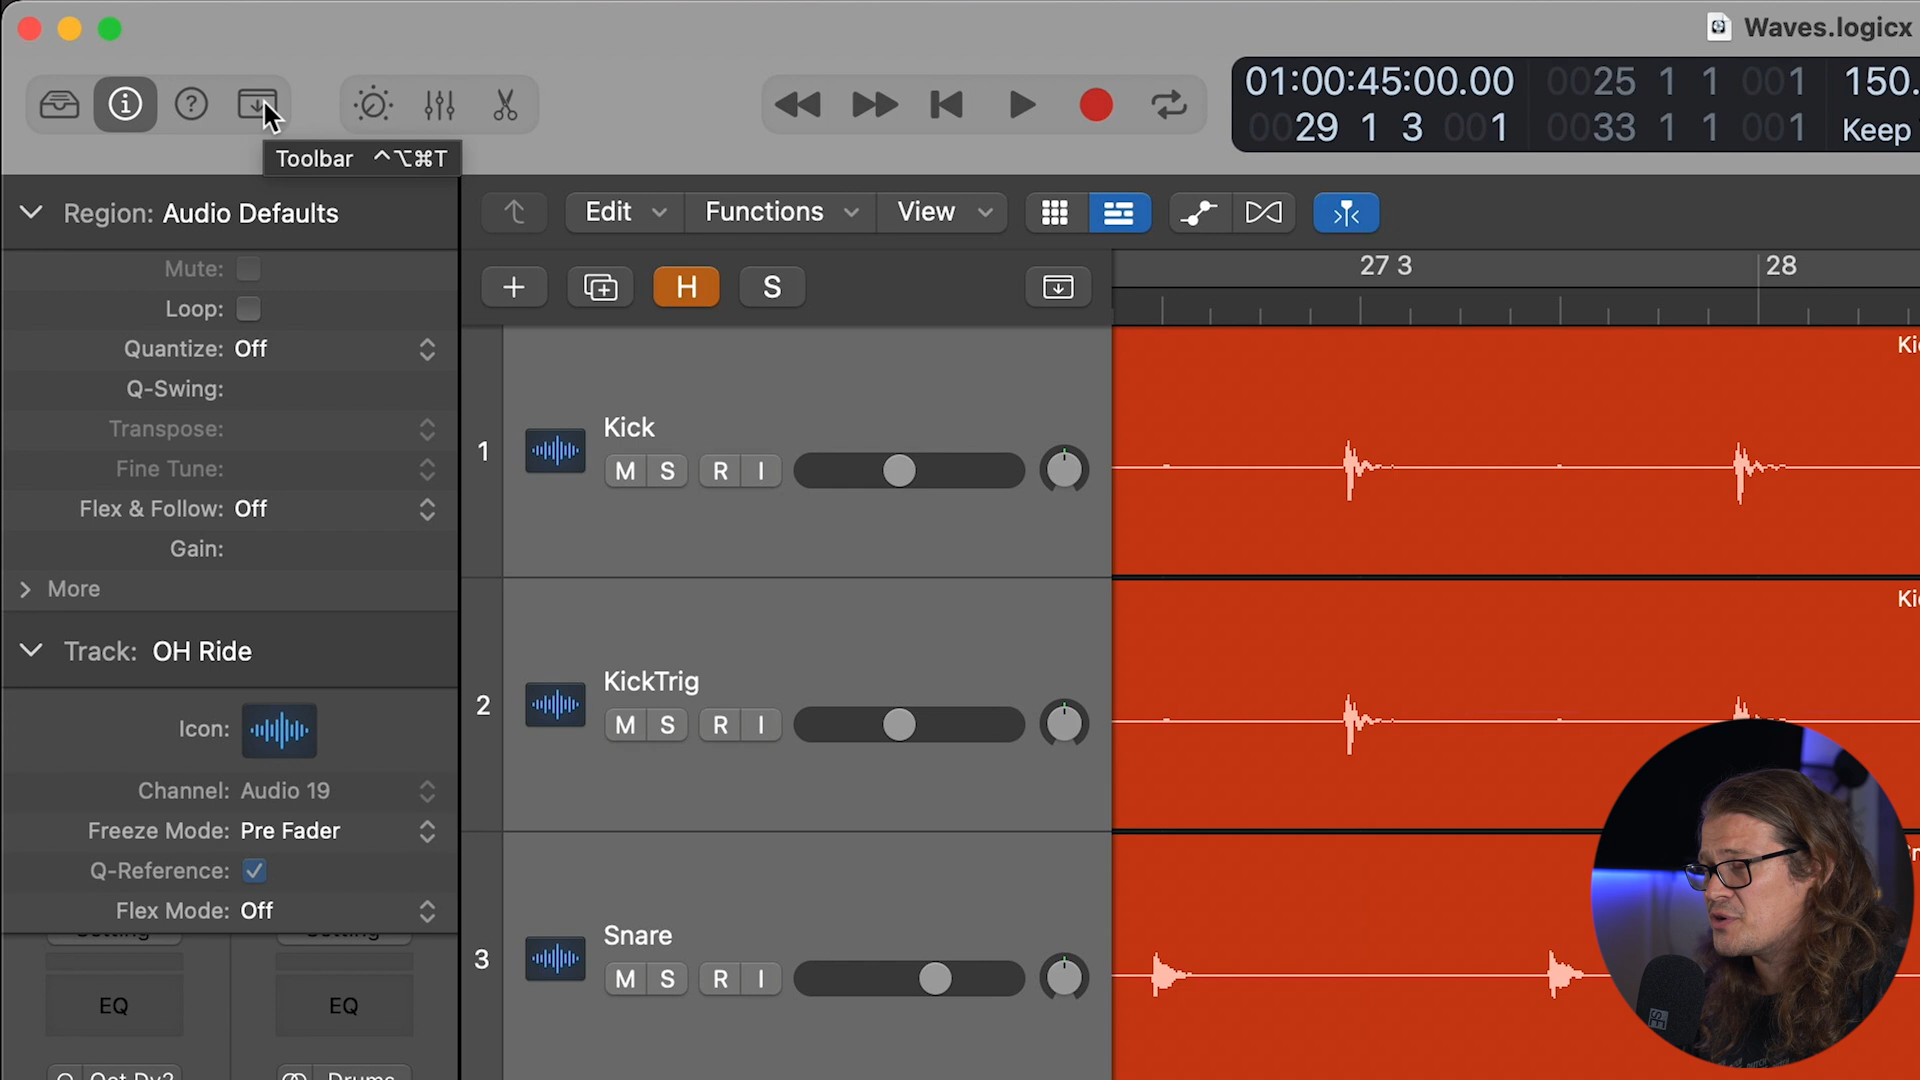 Waves.logicx
01:00:45:00.00 0025 1 1 001 150.
0029 1 3 001 0033 1 1 001 Keep
Toolbar ^⌥⌘T
Region: Audio Defaults
Edit
Functions
View
Mute:
Loop:
Quantize: Off
Q-Swing:
Transpose:
Fine Tune:
Flex & Follow: Off
Gain:
More
H S
27 3 28
1
Kick
M S R I
Ki
2
KickTrig
M S R I
Ki
3
Snare
M S R I
Track: OH Ride
Icon:
Channel: Audio 19
Freeze Mode: Pre Fader
Q-Reference:
Flex Mode: Off
EQ EQ
Drums